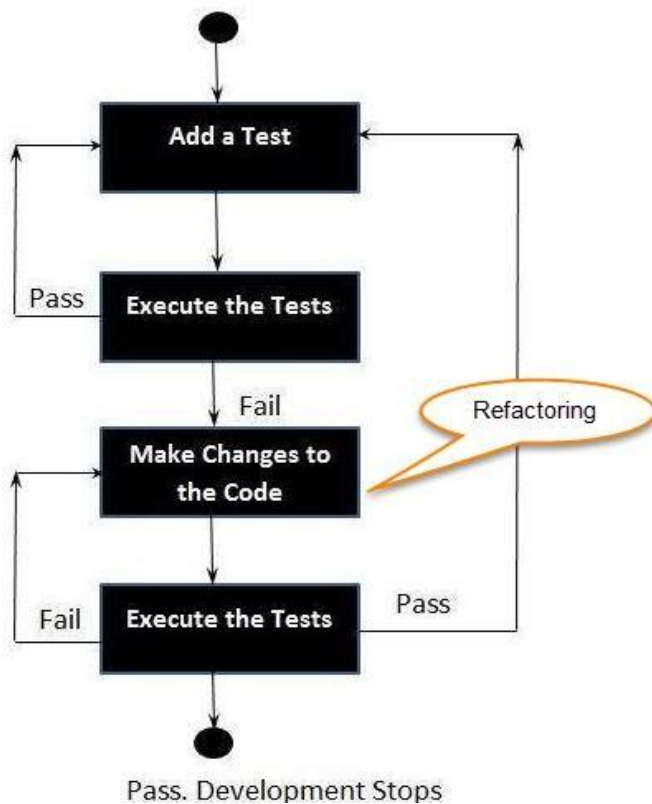 Add a Test
Pass
Execute the Tests
Fail
Refactoring
Make Changes to
the Code
Fail
Execute the Tests
Pass
Pass. Development Stops